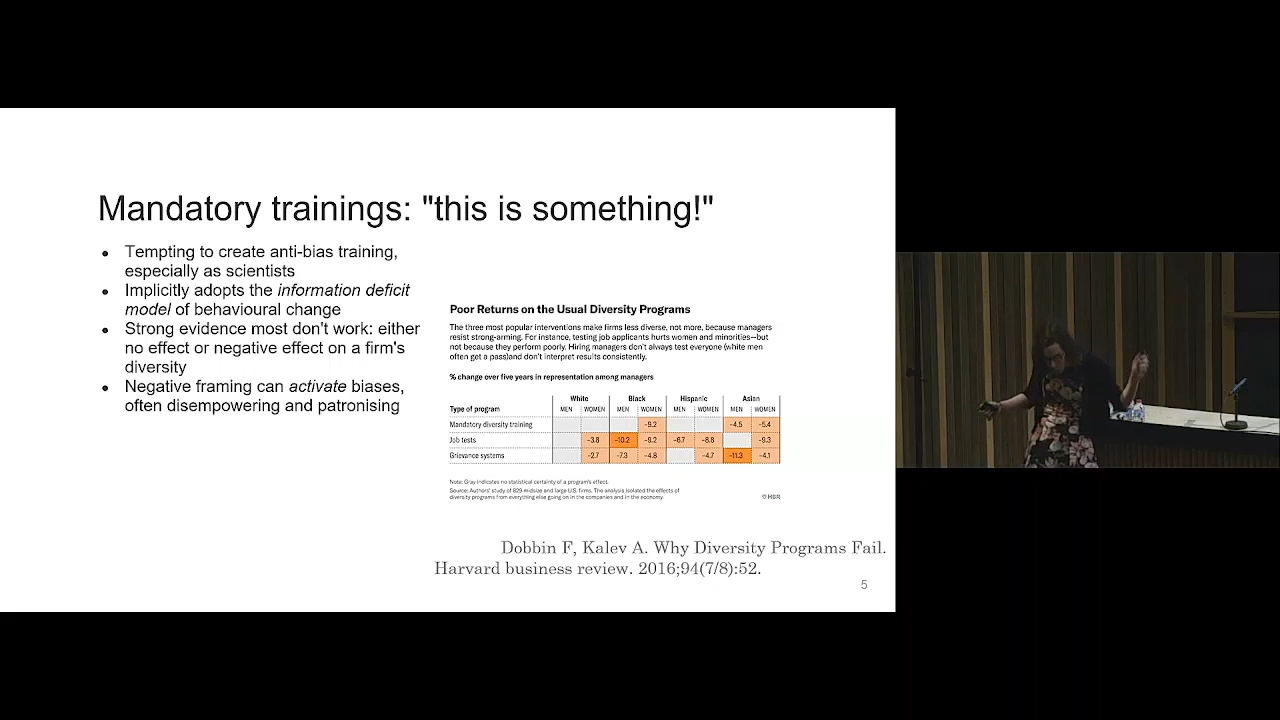 Mandatory trainings: "this is something!"
● Tempting to create anti-bias training,
especially as scientists
● Implicitly adopts the information deficit
model of behavioural change
● Strong evidence most don't work: either
no effect or negative effect on a firm's
diversity
● Negative framing can activate biases,
often disempowering and patronising
Poor Returns on the Usual Diversity Programs
The three most popular interventions make firms less diverse, not more, because managers
resist strong-arming. For instance, testing job applicants hurts women and minorities—but
not because they perform poorly. Hiring managers don't always test everyone (white men
often get a pass)and don't interpret results consistently.
% change over five years in representation among managers
White Black Hispanic Asian
Type of program MEN WOMEN MEN WOMEN MEN WOMEN MEN WOMEN
Mandatory diversity training -9.2 -4.5 -5.4
Job tests -3.8 -10.2 -9.2 -6.7 -8.8 -9.3
Grievance systems -2.7 -7.3 -4.8 -4.7 -11.3 -4.1
Note: Gray indicates no statistical certainty of a program's effect.
Source: Authors' study of 829 midsize and large U.S. firms. The analysis isolated the effects of
diversity programs from everything else going on in the companies and in the economy.
© HBR
Dobbin F, Kalev A. Why Diversity Programs Fail.
Harvard business review. 2016;94(7/8):52.
5